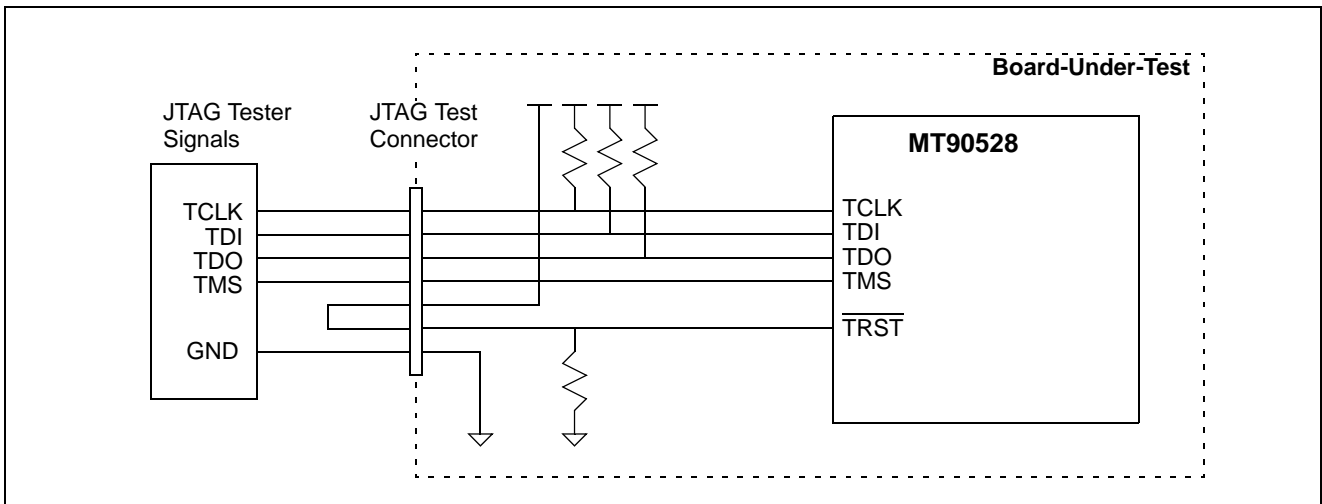 Board-Under-Test
JTAG Tester
Signals
JTAG Test
Connector
MT90528
TCLK
TDI
TDO
TMS
GND
TCLK
TDI
TDO
TMS
TRST